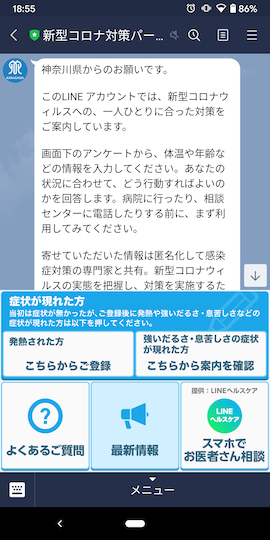 18:55
86%
新型コロナ対策パー...
神奈川県からのお願いです。
このLINE アカウントでは、新型コロナウ
ィルスへの、一人ひとりに合った対策を
ご案内しています。
画面下のアンケートから、体温や年齢な
どの情報を入力してください。あなたの
状況に合わせて、どう行動すればよいの
かを回答します。病院に行ったり、相談
センターに電話したりする前に、まず利
用してみてください。
寄せていただいた情報は匿名化して感染
症対策の専門家と共有。新型コロナウィ
ルスの実態を把握し、対策を実施するた
症状が現れた方
当初は症状が無かったが、ご登録後に発熱や強いだるさ・息苦しさなどの
症状が現れた方は以下を押してください。
発熱された方
こちらからご登録
強いだるさ・息苦しさの症状
が現れた方
こちらから案内を確認
よくあるご質問
最新情報
提供:LINEヘルスケア
LINE
ヘルスケア
スマホで
お医者さん相談
メニュー